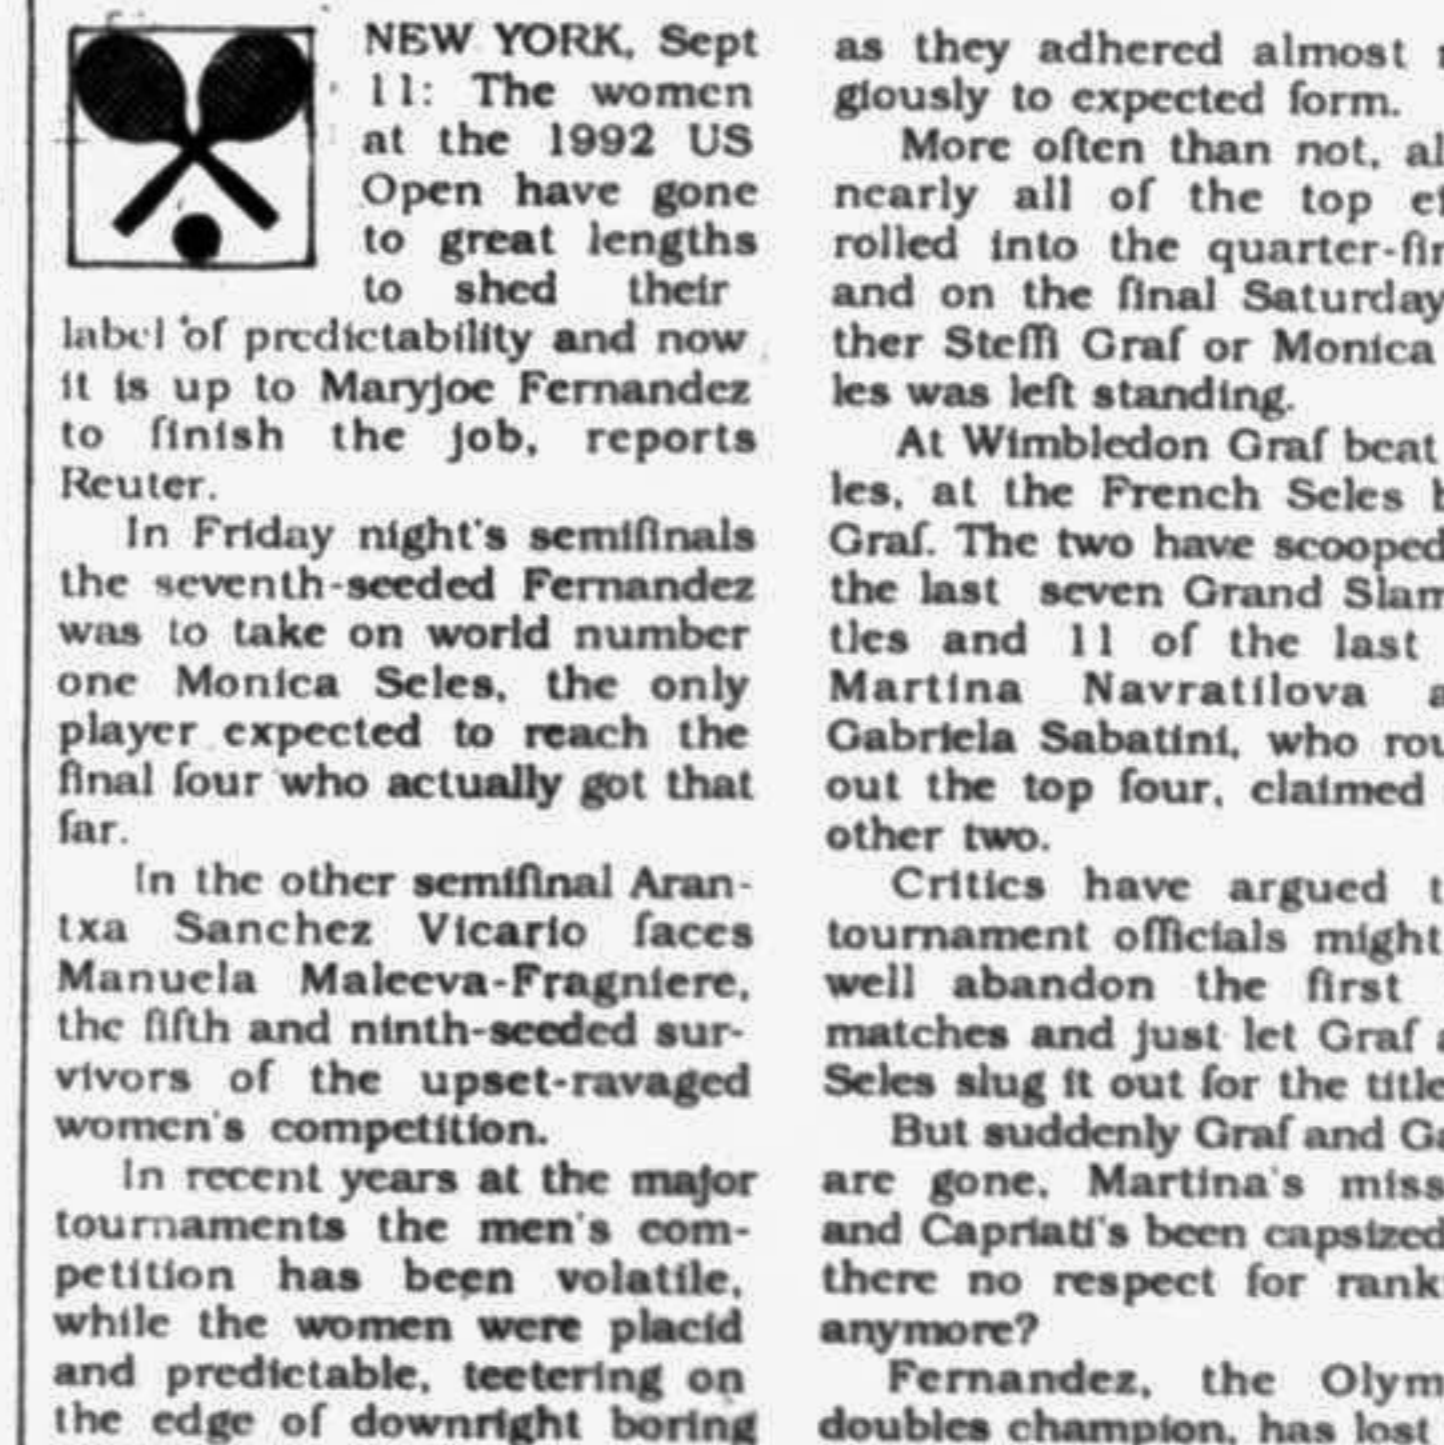 NEW YORK, Sept
11: The women
at the 1992 US
Open have gone
to great lengths
to shed their
label of predictability and now
it is up to Maryjoe Fernandez
to finish the job, reports
Reuter.
In Friday night's semifinals
the seventh-seeded Fernandez
was to take on world number
one Monica Seles, the only
player expected to reach the
final four who actually got that
far.
In the other semifinal Aran-
txa Sanchez Vicario faces
Manuela Maleeva-Fragniere,
the fifth and ninth-seeded sur-
vivors of the upset-ravaged
women's competition.
In recent years at the major
tournaments the men's com-
petition has been volatile,
while the women were placid
and predictable, teetering on
the edge of downright boring
as they adhered almost
giously to expected form.
More often than not,
nearly all of the top
rolled into the
and on the final Saturday
ther Steffi Graf or Monica
les was left standing.
At Wimbledon Graf beat
les, at the French Seles
Graf. The two have scooped
the last seven Grand
tles and 11 of the last
Martina Navratilova
Gabriela Sabatini, who
out the top four, claimed
other two.
Critics have argued
tournament officials might
well abandon the first
matches and just let Graf
Seles slug it out for the title
But suddenly Graf and
are gone, Martina's
and Capriati's been capsized
there no respect for
anymore?
Fernandez, the
doubles champion, has lost